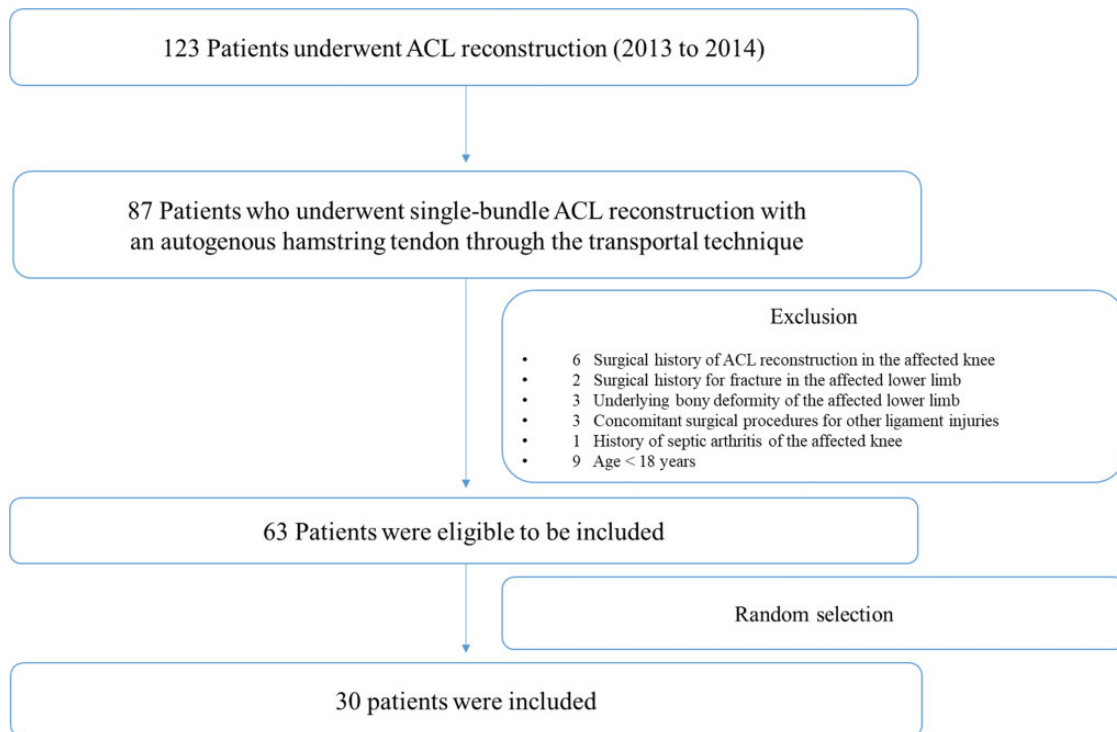 123 Patients underwent ACL reconstruction (2013 to 2014)
87 Patients who underwent single-bundle ACL reconstruction with
an autogenous hamstring tendon through the transportal technique
Exclusion
• 6 Surgical history of ACL reconstruction in the affected knee
• 2 Surgical history for fracture in the affected lower limb
• 3 Underlying bony deformity of the affected lower limb
• 3 Concomitant surgical procedures for other ligament injuries
• 1 History of septic arthritis of the affected knee
• 9 Age < 18 years
63 Patients were eligible to be included
Random selection
30 patients were included